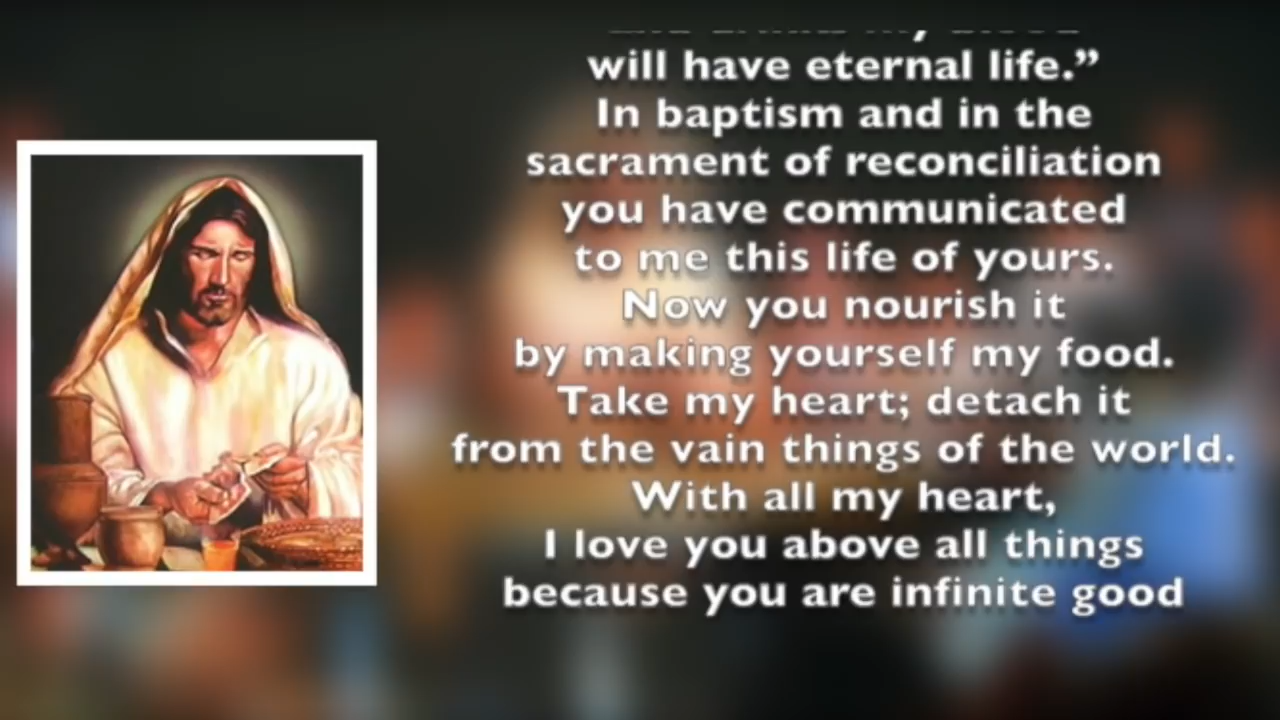 will have eternal life.”
In baptism and in the
sacrament of reconciliation
you have communicated
to me this life of yours.
Now you nourish it
by making yourself my food.
Take my heart; detach it
from the vain things of the world.
With all my heart,
I love you above all things
because you are infinite good